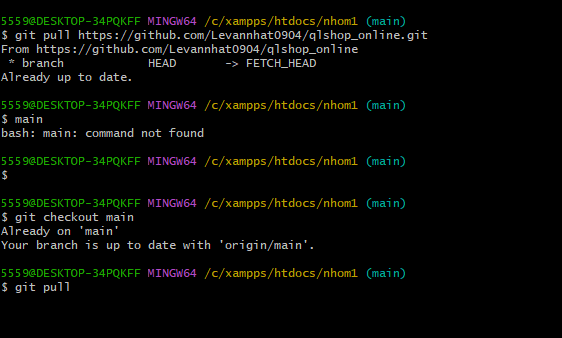 5559@DESKTOP-34PQKFF MINGW64 /c/xampps/htdocs/nhom1 (main)
$ git pull https://github.com/Levannhat0904/qlshop_online.git
From https://github.com/Levannhat0904/qlshop_online
 * branch            HEAD       -> FETCH_HEAD
Already up to date.
5559@DESKTOP-34PQKFF MINGW64 /c/xampps/htdocs/nhom1 (main)
$ main
bash: main: command not found
5559@DESKTOP-34PQKFF MINGW64 /c/xampps/htdocs/nhom1 (main)
$
5559@DESKTOP-34PQKFF MINGW64 /c/xampps/htdocs/nhom1 (main)
$ git checkout main
Already on 'main'
Your branch is up to date with 'origin/main'.
5559@DESKTOP-34PQKFF MINGW64 /c/xampps/htdocs/nhom1 (main)
$ git pull